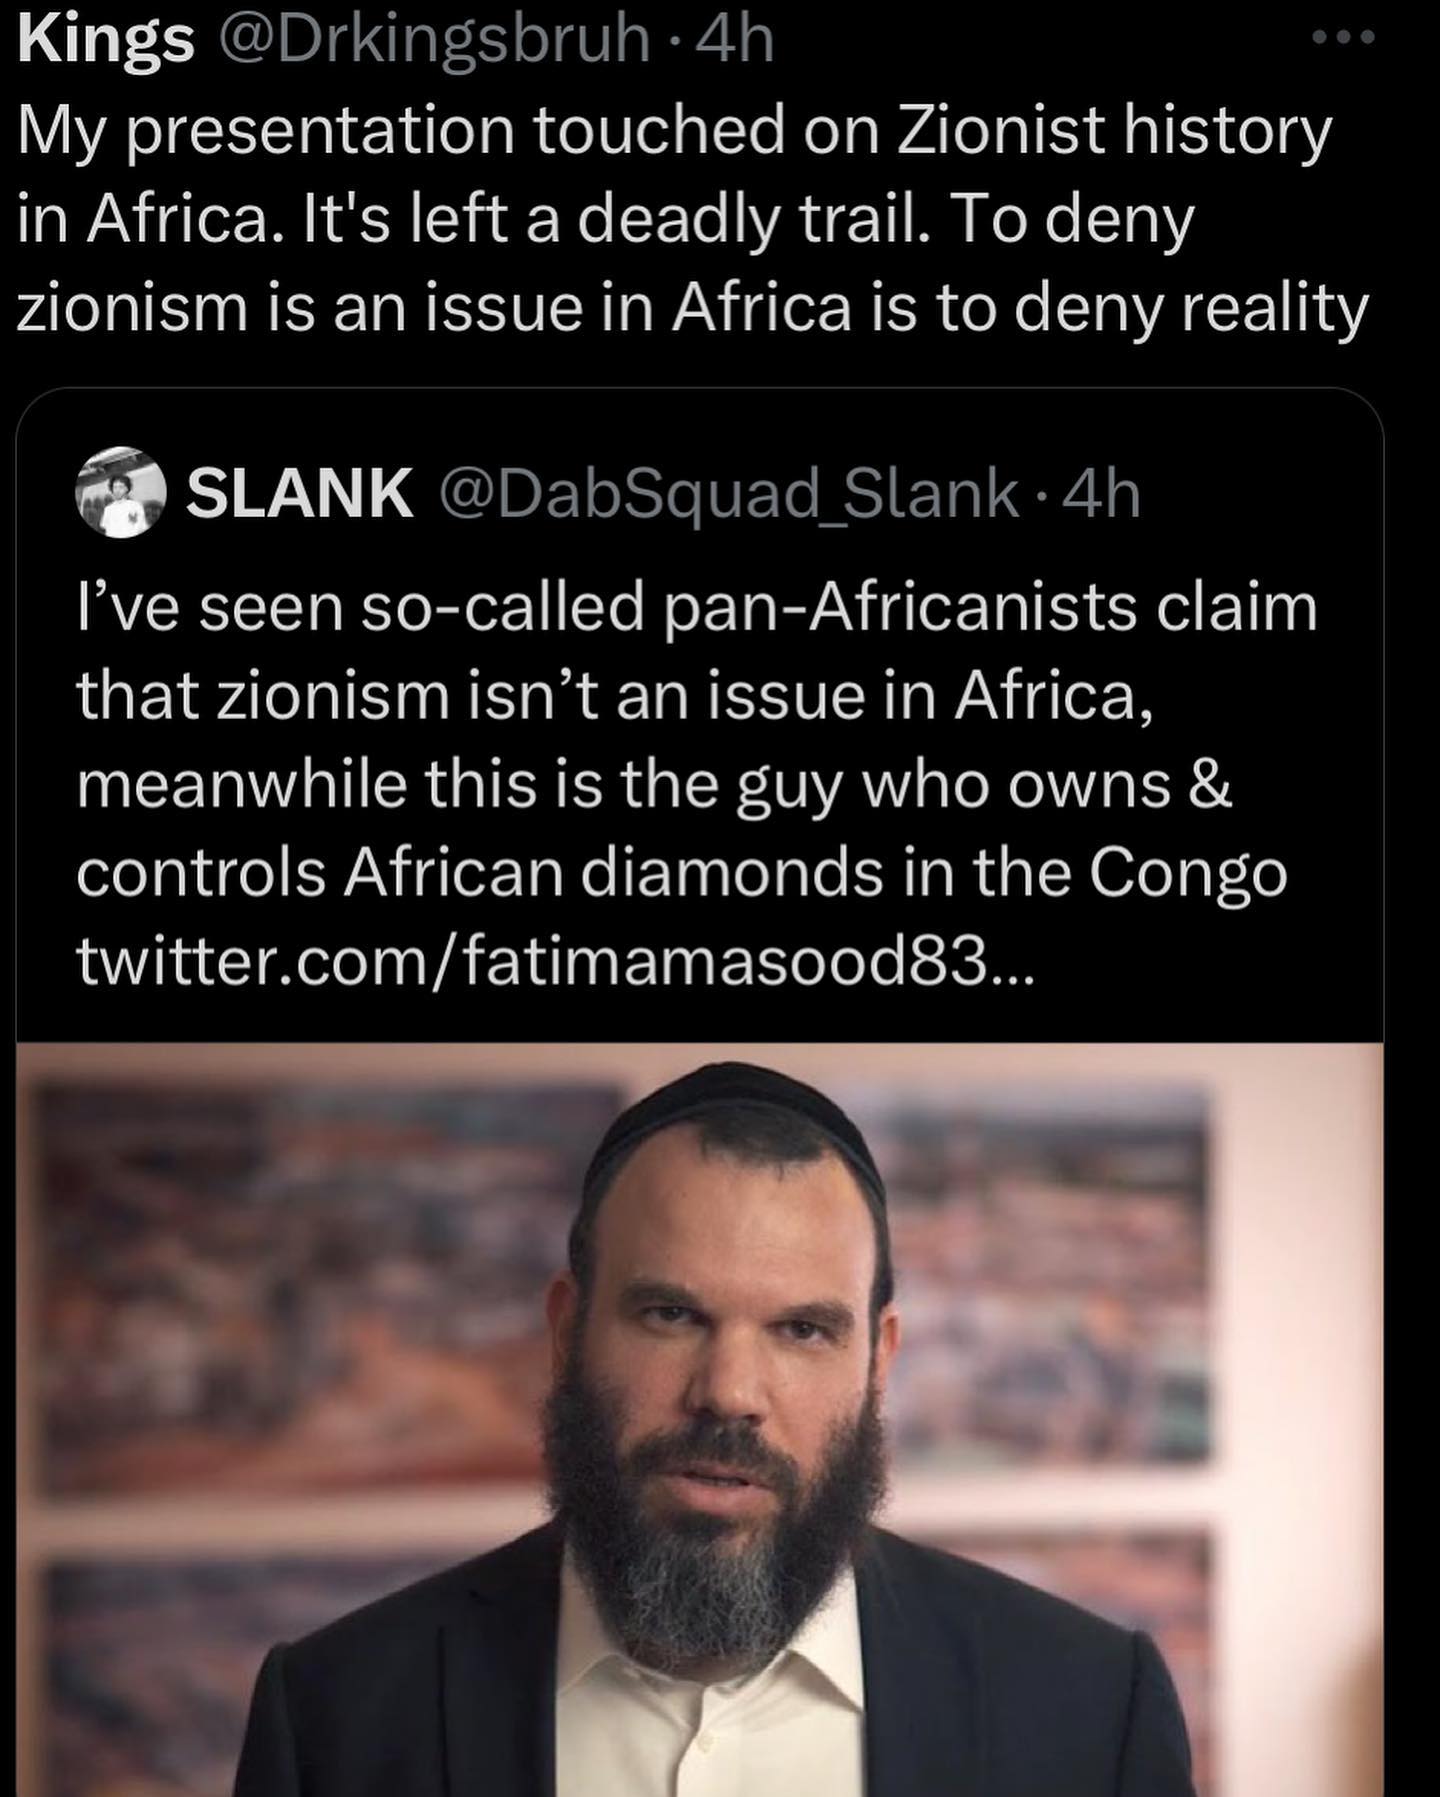 Kings @Drkingsbruh · 4h
My presentation touched on Zionist history
in Africa. It's left a deadly trail. To deny
zionism is an issue in Africa is to deny reality
SLANK @DabSquad_Slank · 4h
I’ve seen so-called pan-Africanists claim
that zionism isn’t an issue in Africa,
meanwhile this is the guy who owns &
controls African diamonds in the Congo
twitter.com/fatimamasood83...